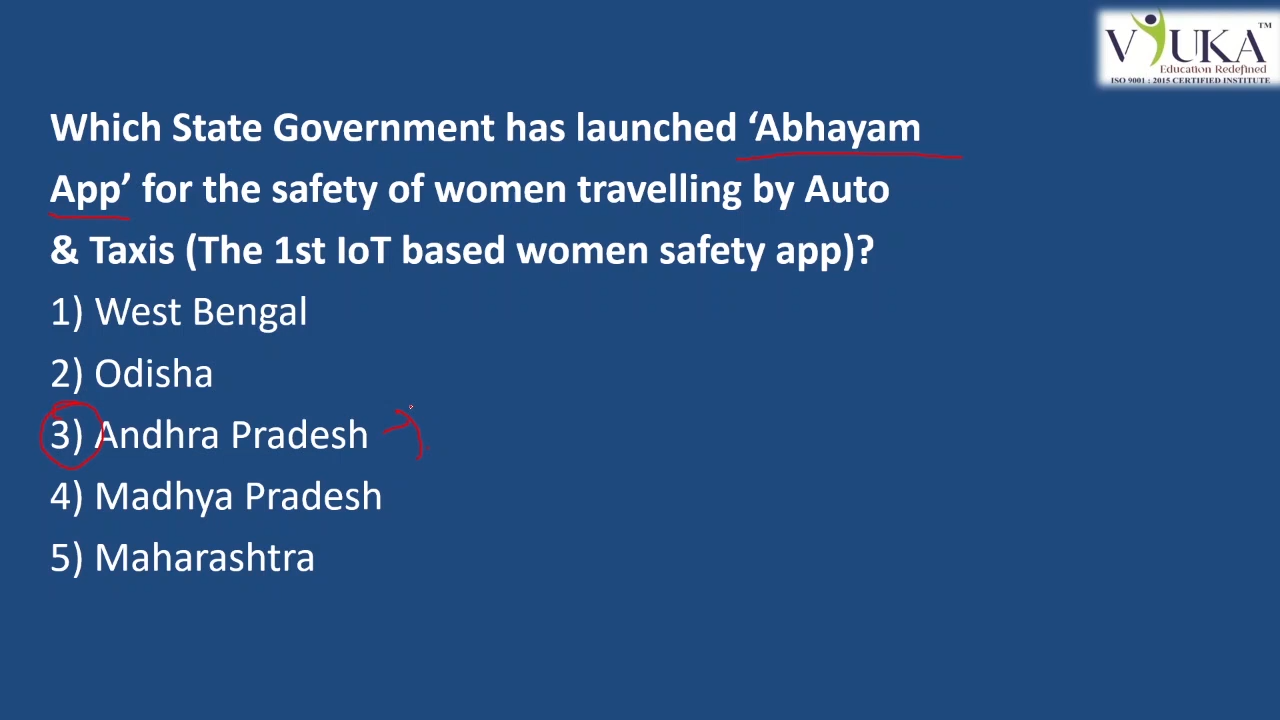 VYUKA™
Education Redefined
ISO 9001 : 2015 CERTIFIED INSTITUTE
Which State Government has launched ‘Abhayam
App’ for the safety of women travelling by Auto
& Taxis (The 1st IoT based women safety app)?
1) West Bengal
2) Odisha
3) Andhra Pradesh
4) Madhya Pradesh
5) Maharashtra